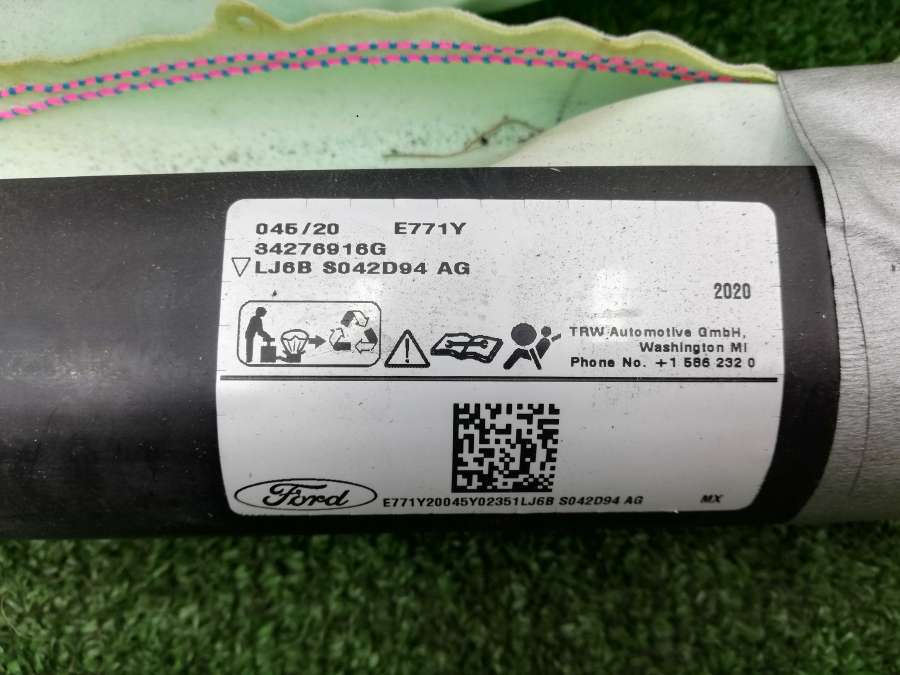 045/20 E771Y
34276916G
LJ6B S042D94 AG
2020
TRW Automotive GmbH,
Washington MI
Phone No. +1 586 232 0
Ford
E771Y20045Y02351LJ6B S042D94 AG
MX